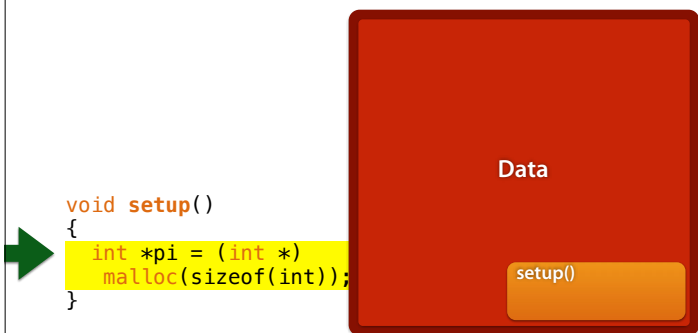 Data
void setup()
{
int *pi = (int *)
malloc(sizeof(int));
}
setup()